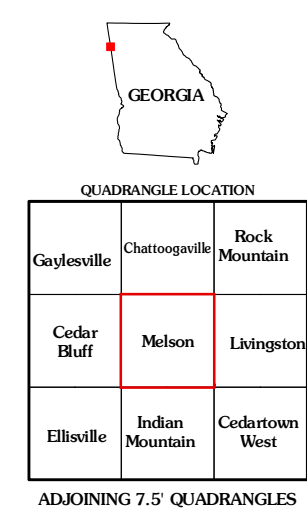 GEORGIA
QUADRANGLE LOCATION
Gaylesville
Chattoogaville
Rock
Mountain
Cedar
Bluff
Melson
Livingston
Ellisville
Indian
Mountain
Cedartown
West
ADJOINING 7.5' QUADRANGLES